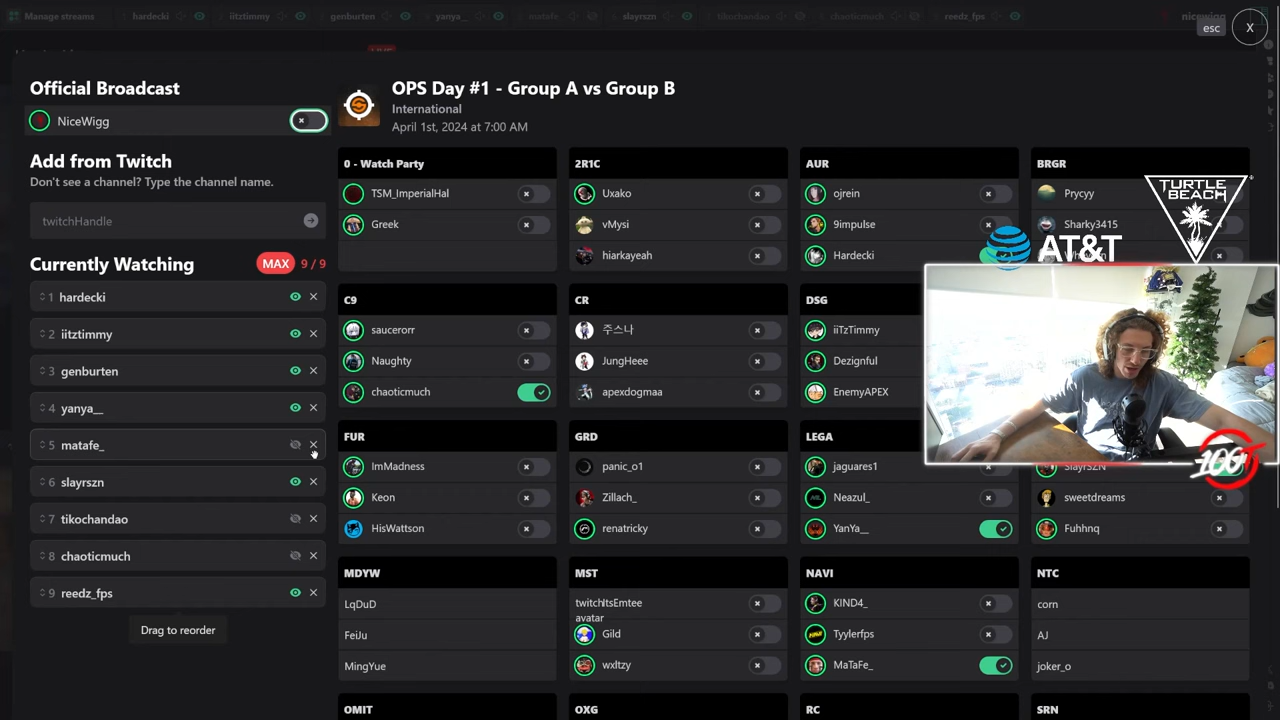 Manage streams hardecki iitztimmy genburten yanya__ matafe_ slayrszn tikochandao chaoticmuch reedz_fps
esc X
LIVE
Official Broadcast
NiceWigg
Add from Twitch
Don't see a channel? Type the channel name.
twitchHandle
Currently Watching MAX 9 / 9
1 hardecki
2 iitztimmy
3 genburten
4 yanya__
5 matafe_
6 slayrszn
7 tikochandao
8 chaoticmuch
9 reedz_fps
Drag to reorder
OPS Day #1 - Group A vs Group B
International
April 1st, 2024 at 7:00 AM
0 - Watch Party
TSM_ImperialHal
Greek
2R1C
Uxako
vMysi
hiarkayeah
AUR
ojrein
9impulse
Hardecki
BRGR
Prycyy
Sharky3415
TURTLE
BEACH
AT&T
C9
saucerorr
Naughty
chaoticmuch
CR
주스나
JungHeee
apexdogmaa
DSG
iiTzTimmy
Dezignful
EnemyAPEX
FUR
ImMadness
Keon
HisWattson
GRD
panic_o1
Zillach_
renatricky
LEGA
jaguares1
Neazul_
YanYa__
100T
SlayrSZN
sweetdreams
Fuhhnq
MDYW
LqDuD
FeiJu
MingYue
MST
twitchItsEmtee
avatar
Gild
wxltzy
NAVI
KIND4_
Tyylerfps
MaTaFe_
NTC
corn
AJ
joker_o
OMIT
OXG
RC
SRN